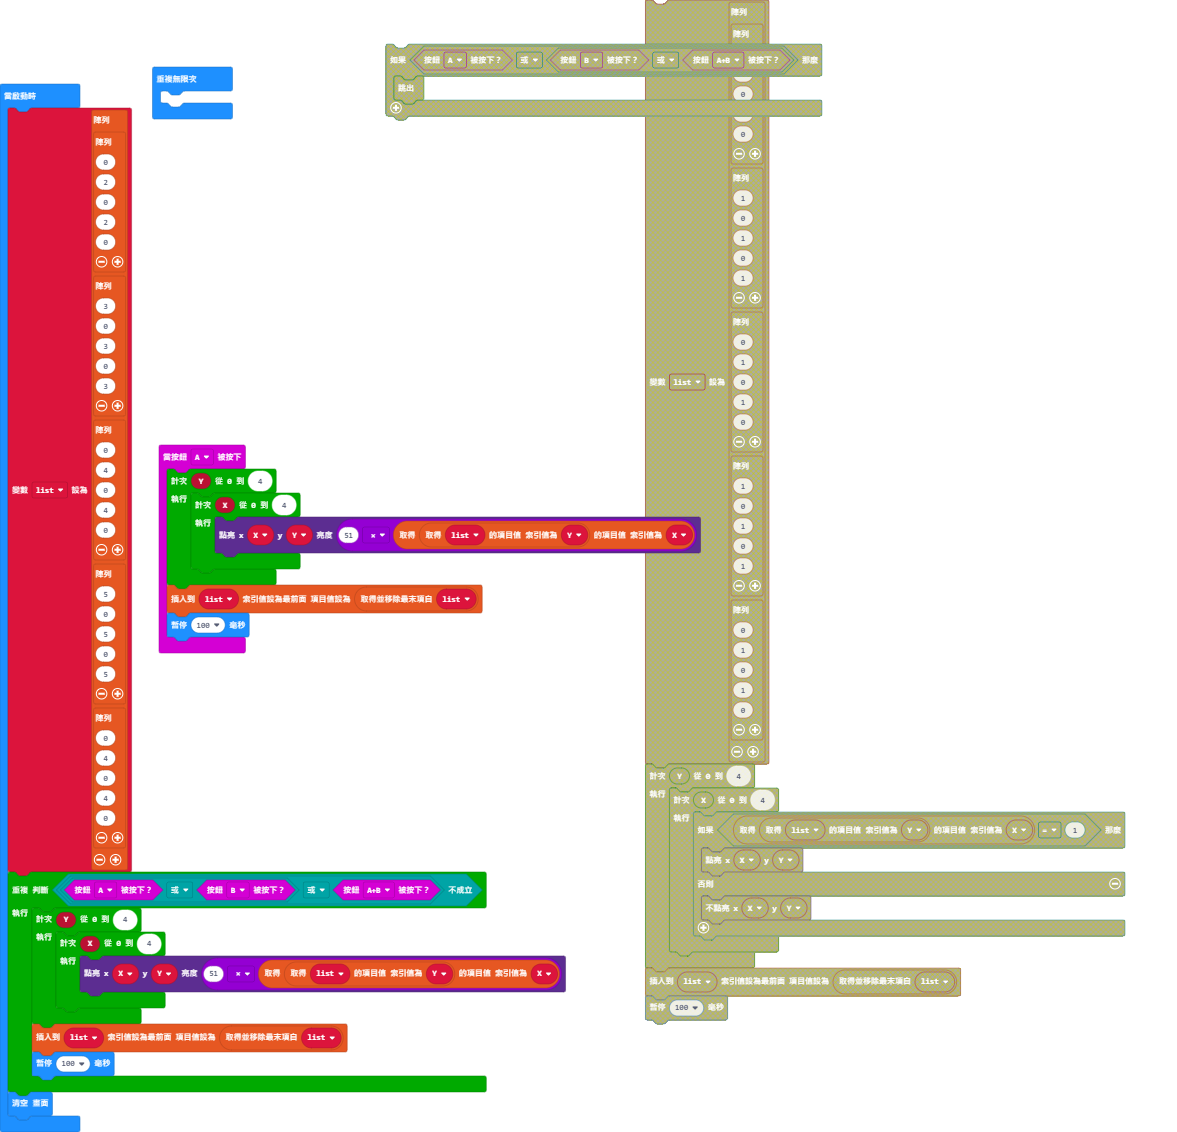 當啟動時
變數 list 設為
陣列
陣列
0
2
0
2
0
陣列
3
0
3
0
3
陣列
0
4
0
4
0
陣列
5
0
5
0
5
陣列
0
4
0
4
0
重複 判斷 按鈕 A 被按下？ 或 按鈕 B 被按下？ 或 按鈕 A+B 被按下？ 不成立
執行 計次 Y 從 0 到 4
執行 計次 X 從 0 到 4
執行 點亮 x X y Y 亮度 51 × 取得 取得 list 的項目值 索引值為 Y 的項目值 索引值為 X
插入到 list 索引值設為最前面 項目值設為 取得並移除最末項自 list
暫停 100 毫秒
清空 畫面
重複無限次
當按鈕 A 被按下
計次 Y 從 0 到 4
執行 計次 X 從 0 到 4
執行 點亮 x X y Y 亮度 51 × 取得 取得 list 的項目值 索引值為 Y 的項目值 索引值為 X
插入到 list 索引值設為最前面 項目值設為 取得並移除最末項自 list
暫停 100 毫秒
如果 按鈕 A 被按下？ 或 按鈕 B 被按下？ 或 按鈕 A+B 被按下？ 那麼
跳出
變數 list 設為
陣列
陣列
0
0
陣列
1
0
1
0
1
陣列
0
1
0
1
0
陣列
1
0
1
0
1
陣列
0
1
0
1
0
計次 Y 從 0 到 4
執行 計次 X 從 0 到 4
執行 如果 取得 取得 list 的項目值 索引值為 Y 的項目值 索引值為 X = 1 那麼
點亮 x X y Y
否則
不點亮 x X y Y
插入到 list 索引值設為最前面 項目值設為 取得並移除最末項自 list
暫停 100 毫秒